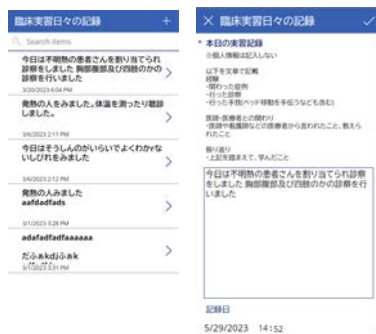 臨床実習日々の記録
Search items
今日は不明熱の患者さんを割り当てられ
診察をしました 胸部腹部及び四肢のかの
診察を行いました
3/20/2023 6:04 PM
発熱の人をみました。体温を測ったり聴診
しました。
3/6/2023 2:11 PM
今日はそうしんのがいらいでよくわかrな
いしびれをみました
3/6/2023 2:12 PM
発熱の人みました
aafdadfads
3/1/2023 3:28 PM
adafadfadfaaaaaa
だふぁkdjふぁk
3/1/2023 3:31 PM
臨床実習日々の記録
* 本日の実習記録
※個人情報は記入しない
以下を文章で記載
経験
-関わった症例
-行った診察
-行った手技(ベッド移動を手伝うなども含む)
医師・医療者との関わり
-医師や看護師などの医療者から言われたこと、教えら
れたこと
振り返り
-上記を踏まえて、学んだこと
今日は不明熱の患者さんを割り当てられ診察
をしました 胸部腹部及び四肢のかの診察を行
いました
記録日
5/29/2023 14:52